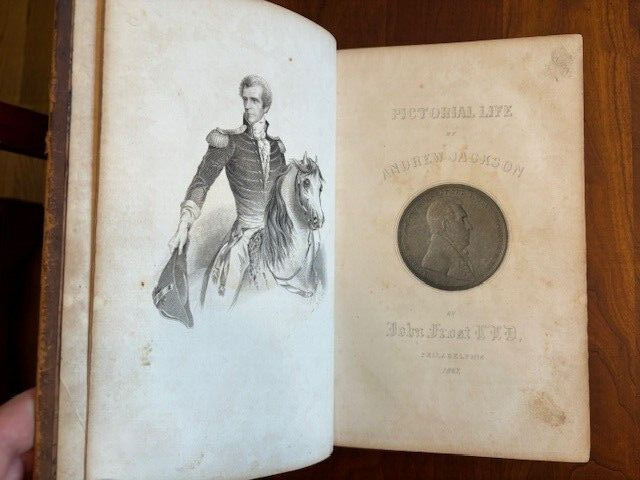 PICTORIAL LIFE
OF
ANDREW JACKSON
BY
John Frost LL.D.
PHILADELPHIA